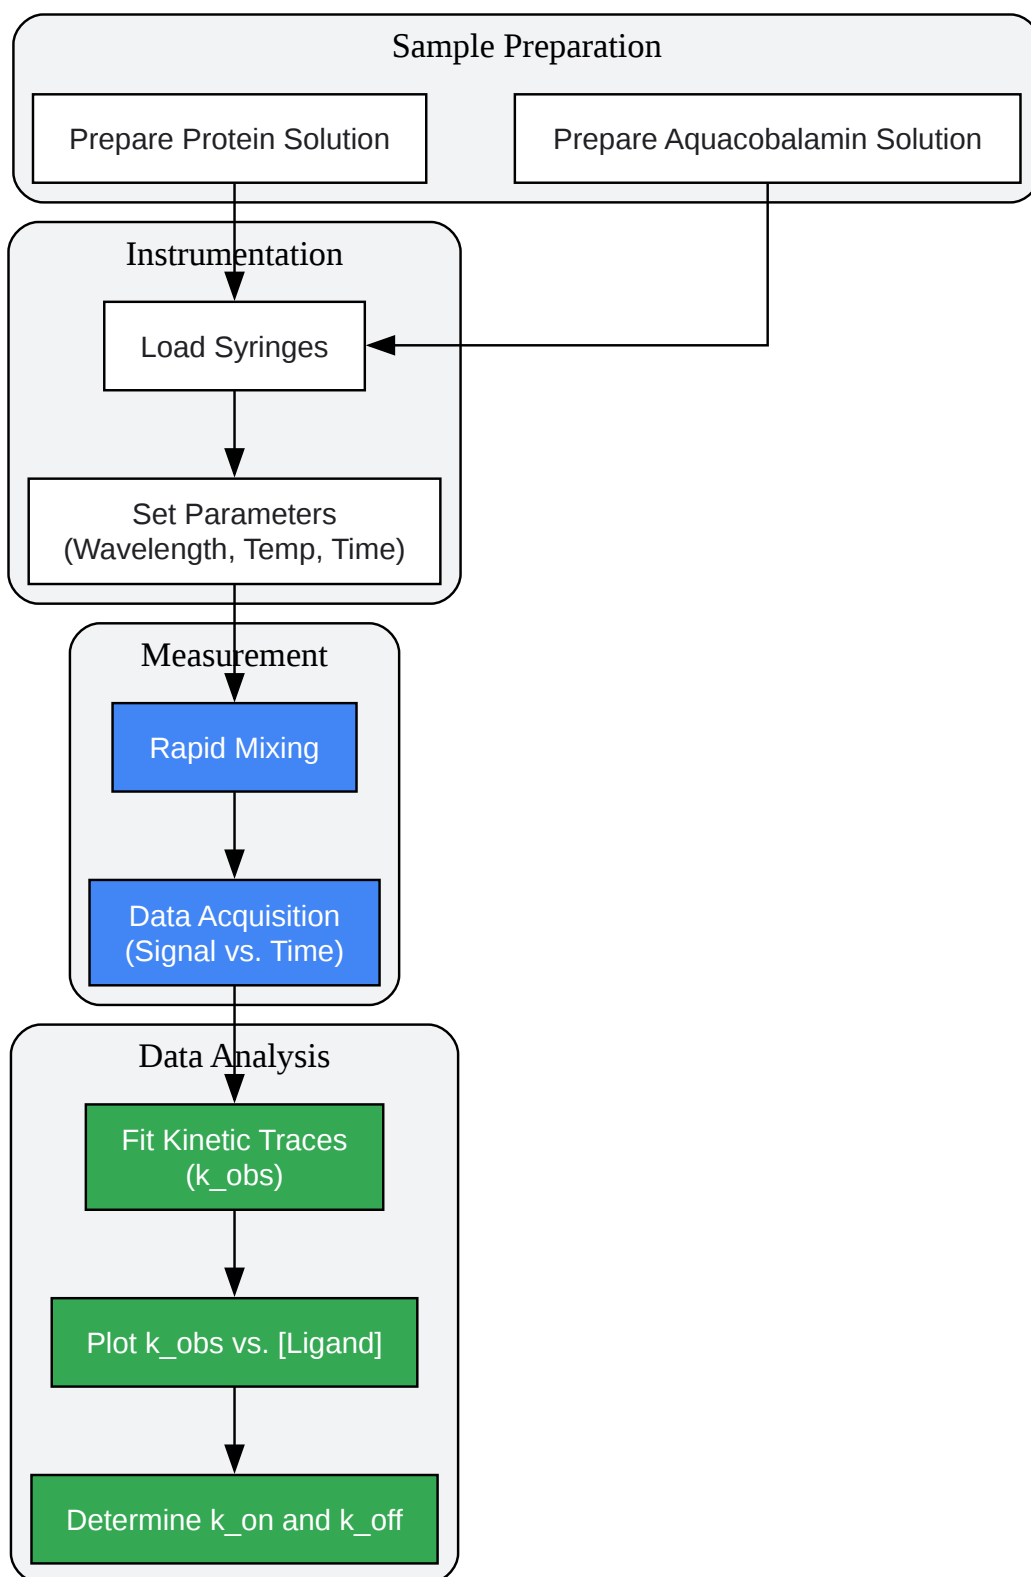 Sample Preparation
Prepare Protein Solution
Prepare Aquacobalamin Solution
Instrumentation
Load Syringes
Set Parameters
(Wavelength, Temp, Time)
Measurement
Rapid Mixing
Data Acquisition
(Signal vs. Time)
Data Analysis
Fit Kinetic Traces
(k_obs)
Plot k_obs vs. [Ligand]
Determine k_on and k_off